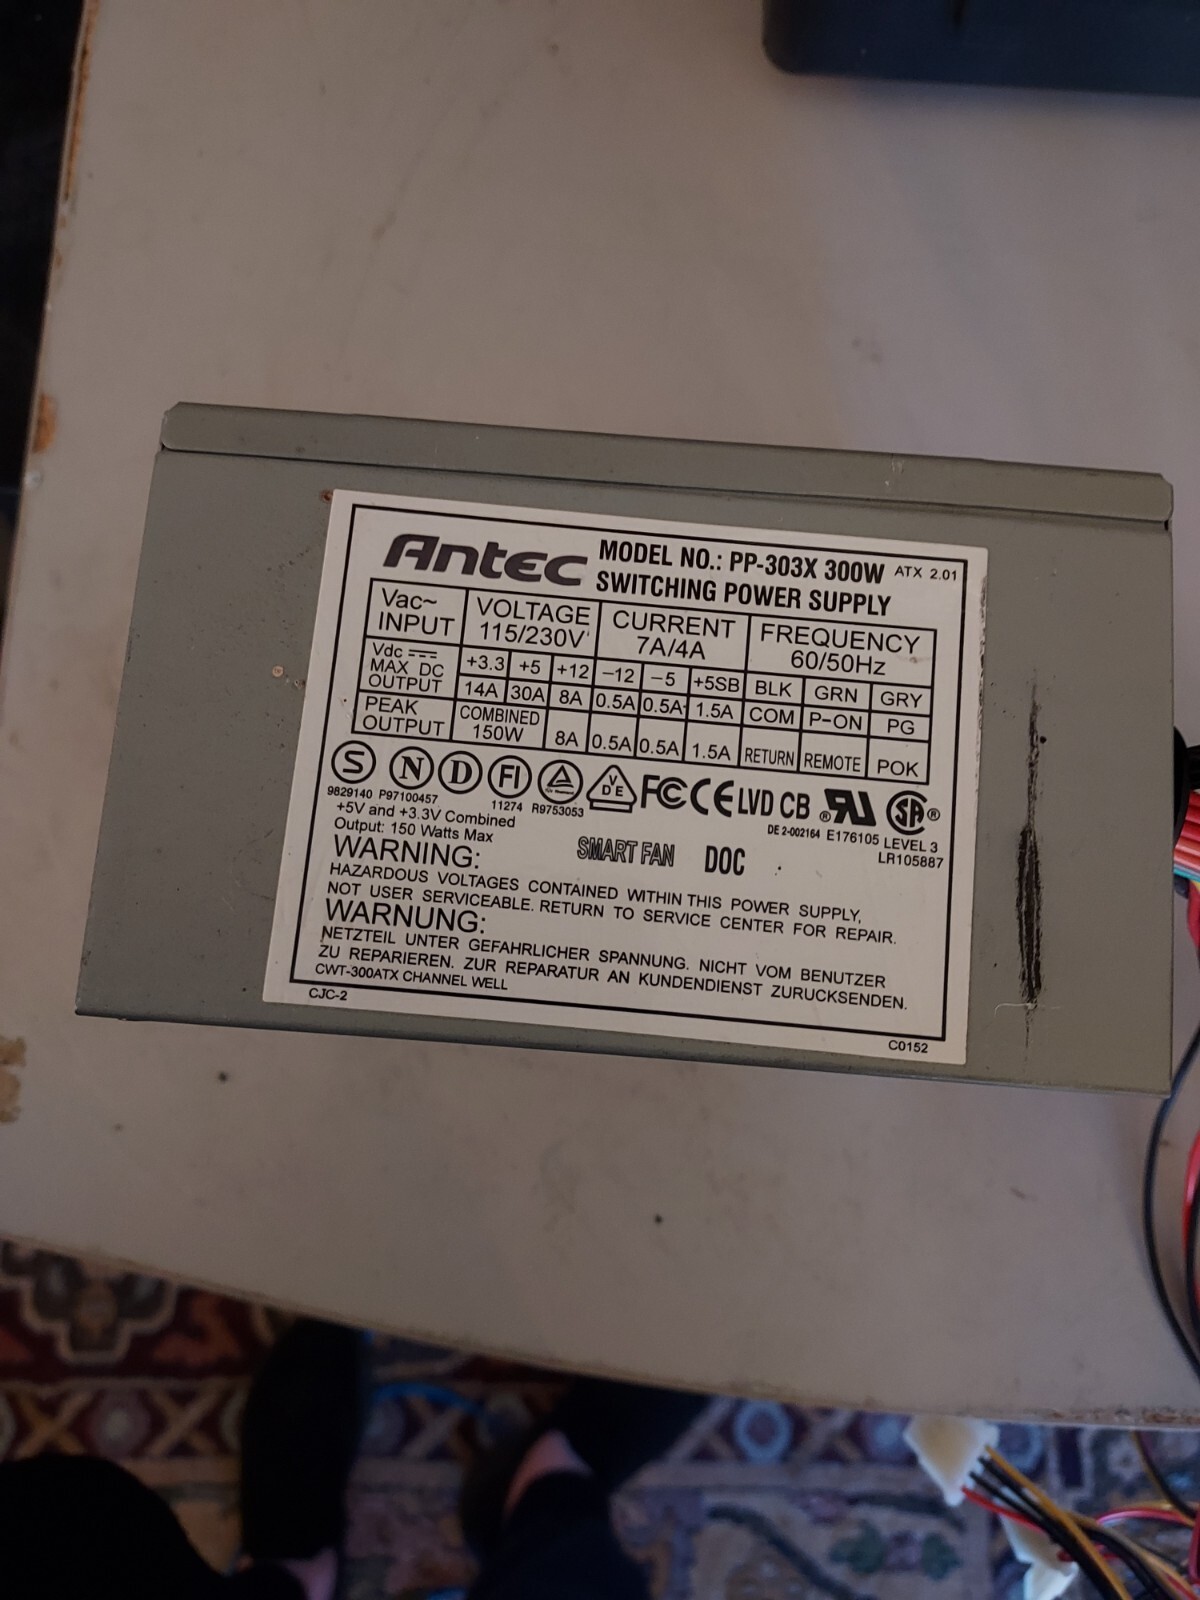 Antec MODEL NO.: PP-303X 300W ATX 2.01
SWITCHING POWER SUPPLY
Vac~ INPUT VOLTAGE 115/230V CURRENT 7A/4A FREQUENCY 60/50Hz
Vdc MAX DC OUTPUT +3.3 +5 +12 -12 -5 +5SB BLK GRN GRY
14A 30A 8A 0.5A 0.5A 1.5A COM P-ON PG
PEAK OUTPUT COMBINED 150W 8A 0.5A 0.5A 1.5A RETURN REMOTE POK
S N D FI VDE FC CE LVD CB ® RU SA ®
9829140 P97100457 11274 R9753053 DE 2-002164 E176105 LEVEL 3
LR105887
+5V and +3.3V Combined
Output: 150 Watts Max
SMART FAN DOC
WARNING:
HAZARDOUS VOLTAGES CONTAINED WITHIN THIS POWER SUPPLY,
NOT USER SERVICEABLE. RETURN TO SERVICE CENTER FOR REPAIR.
WARNUNG:
NETZTEIL UNTER GEFAHRLICHER SPANNUNG. NICHT VOM BENUTZER
ZU REPARIEREN. ZUR REPARATUR AN KUNDENDIENST ZURUCKSENDEN.
CWT-300ATX CHANNEL WELL
CJC-2
C0152